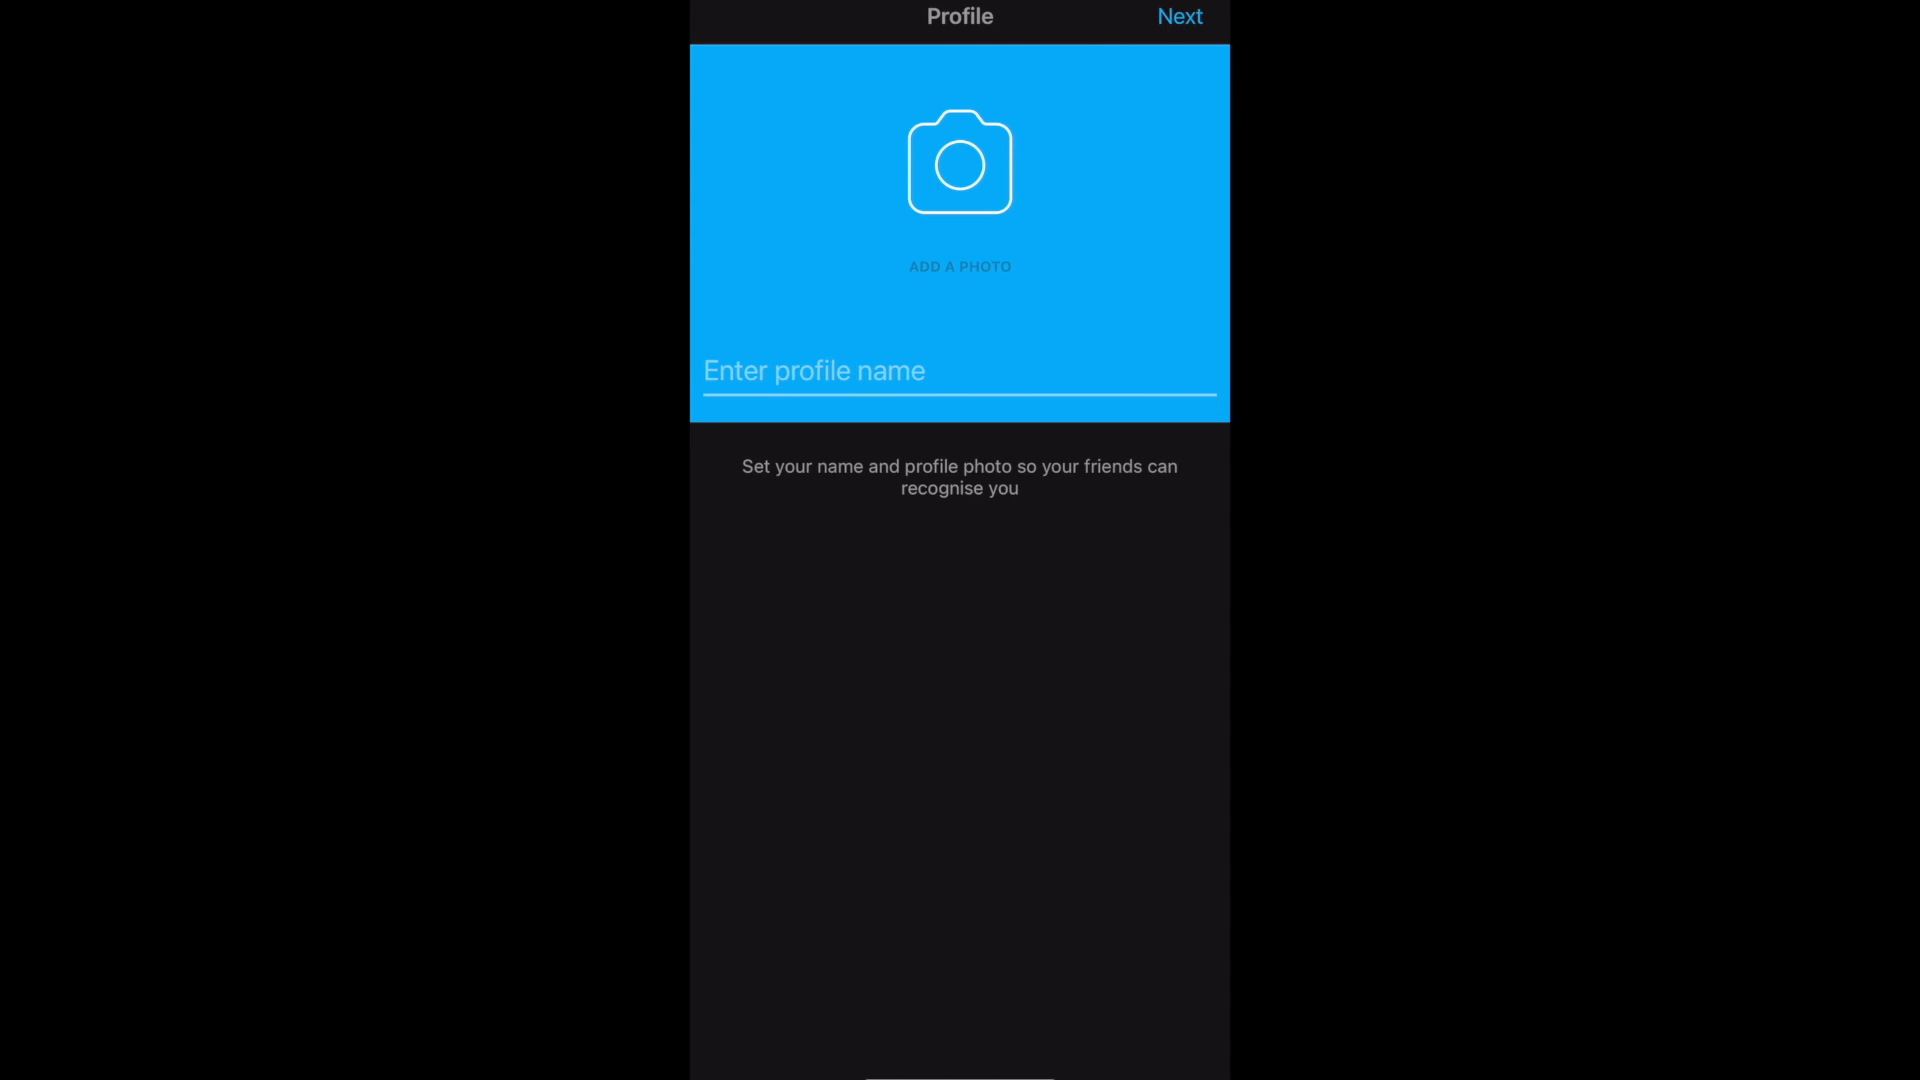 Profile
Next
ADD A PHOTO
Enter profile name
Set your name and profile photo so your friends can
recognise you